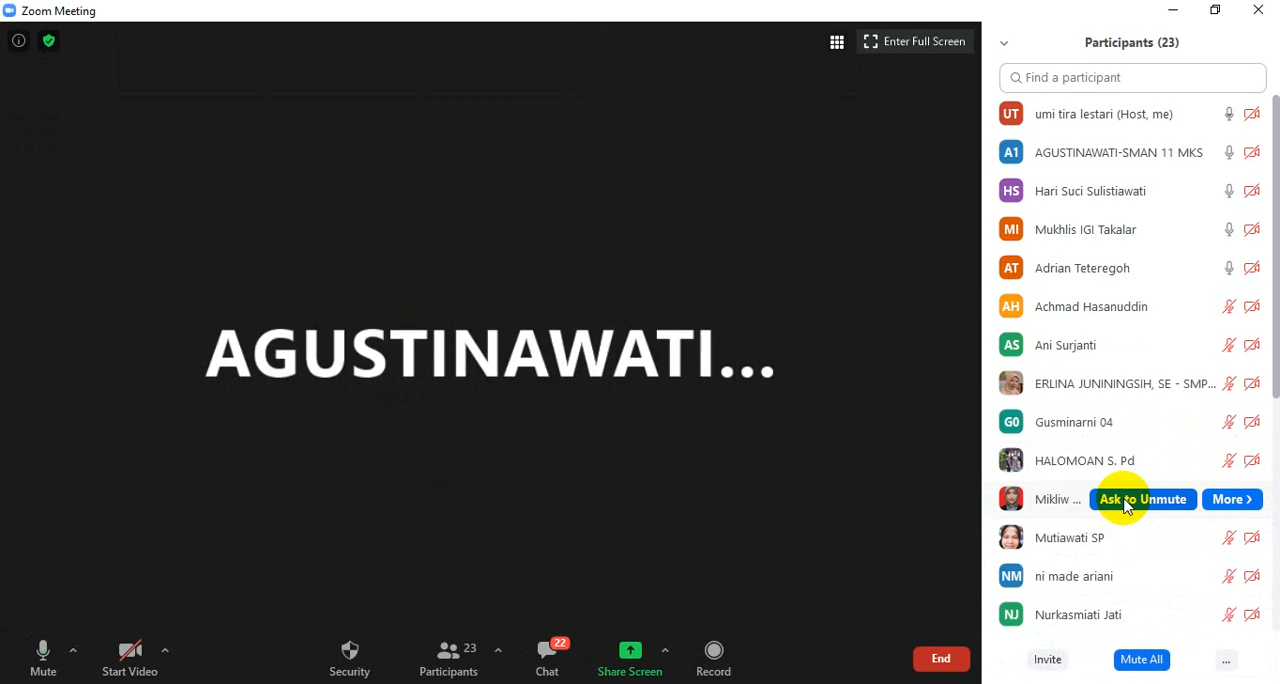 Zoom Meeting
Enter Full Screen
Participants (23)
Find a participant
UT umi tira lestari (Host, me)
A1 AGUSTINAWATI-SMAN 11 MKS
HS Hari Suci Sulistiawati
MI Mukhlis IGI Takalar
AT Adrian Teteregoh
AH Achmad Hasanuddin
AS Ani Surjanti
ERLINA JUNININGSIH, SE - SMP...
G0 Gusminarni 04
HALOMOAN S. Pd
Mikliw ... Ask to Unmute More >
Mutiawati SP
NM ni made ariani
NJ Nurkasmiati Jati
AGUSTINAWATI...
Mute
Start Video
Security
23
Participants
22
Chat
Share Screen
Record
End
Invite
Mute All
...